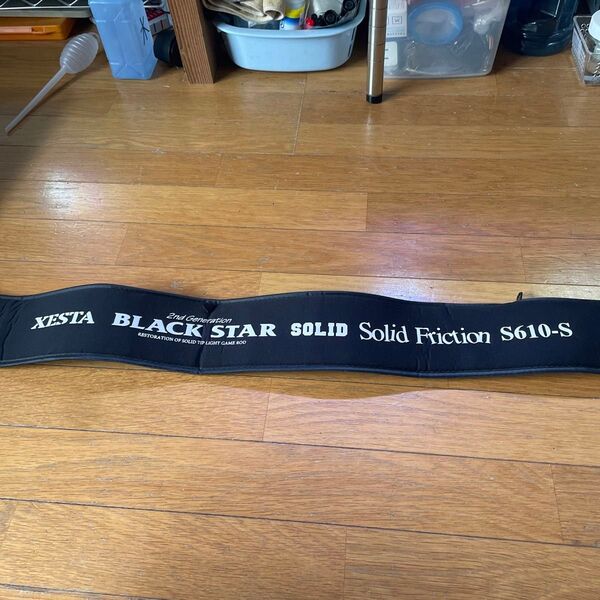 XESTA 2nd Generation BLACK STAR SOLID Solid Friction S610-S
RESTORATION OF SOLID TIP LIGHT GAME ROD